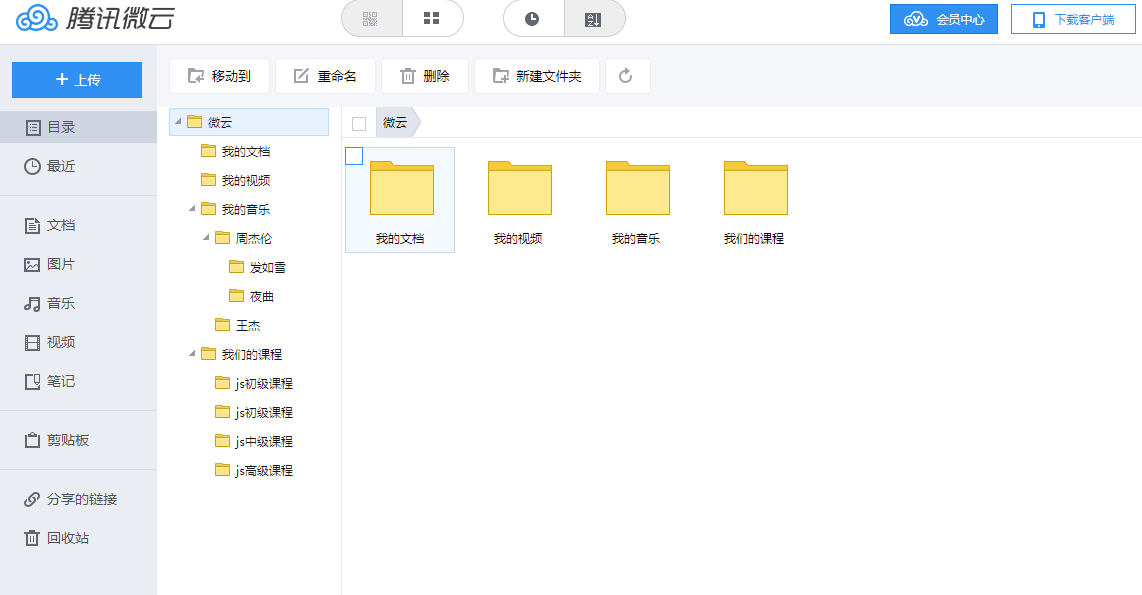 腾讯微云
会员中心
下载客户端
上传
移动到
重命名
删除
新建文件夹
目录
最近
文档
图片
音乐
视频
笔记
剪贴板
分享的链接
回收站
微云
我的文档
我的视频
我的音乐
周杰伦
发如雪
夜曲
王杰
我们的课程
js初级课程
js初级课程
js中级课程
js高级课程
微云
我的文档
我的视频
我的音乐
我们的课程